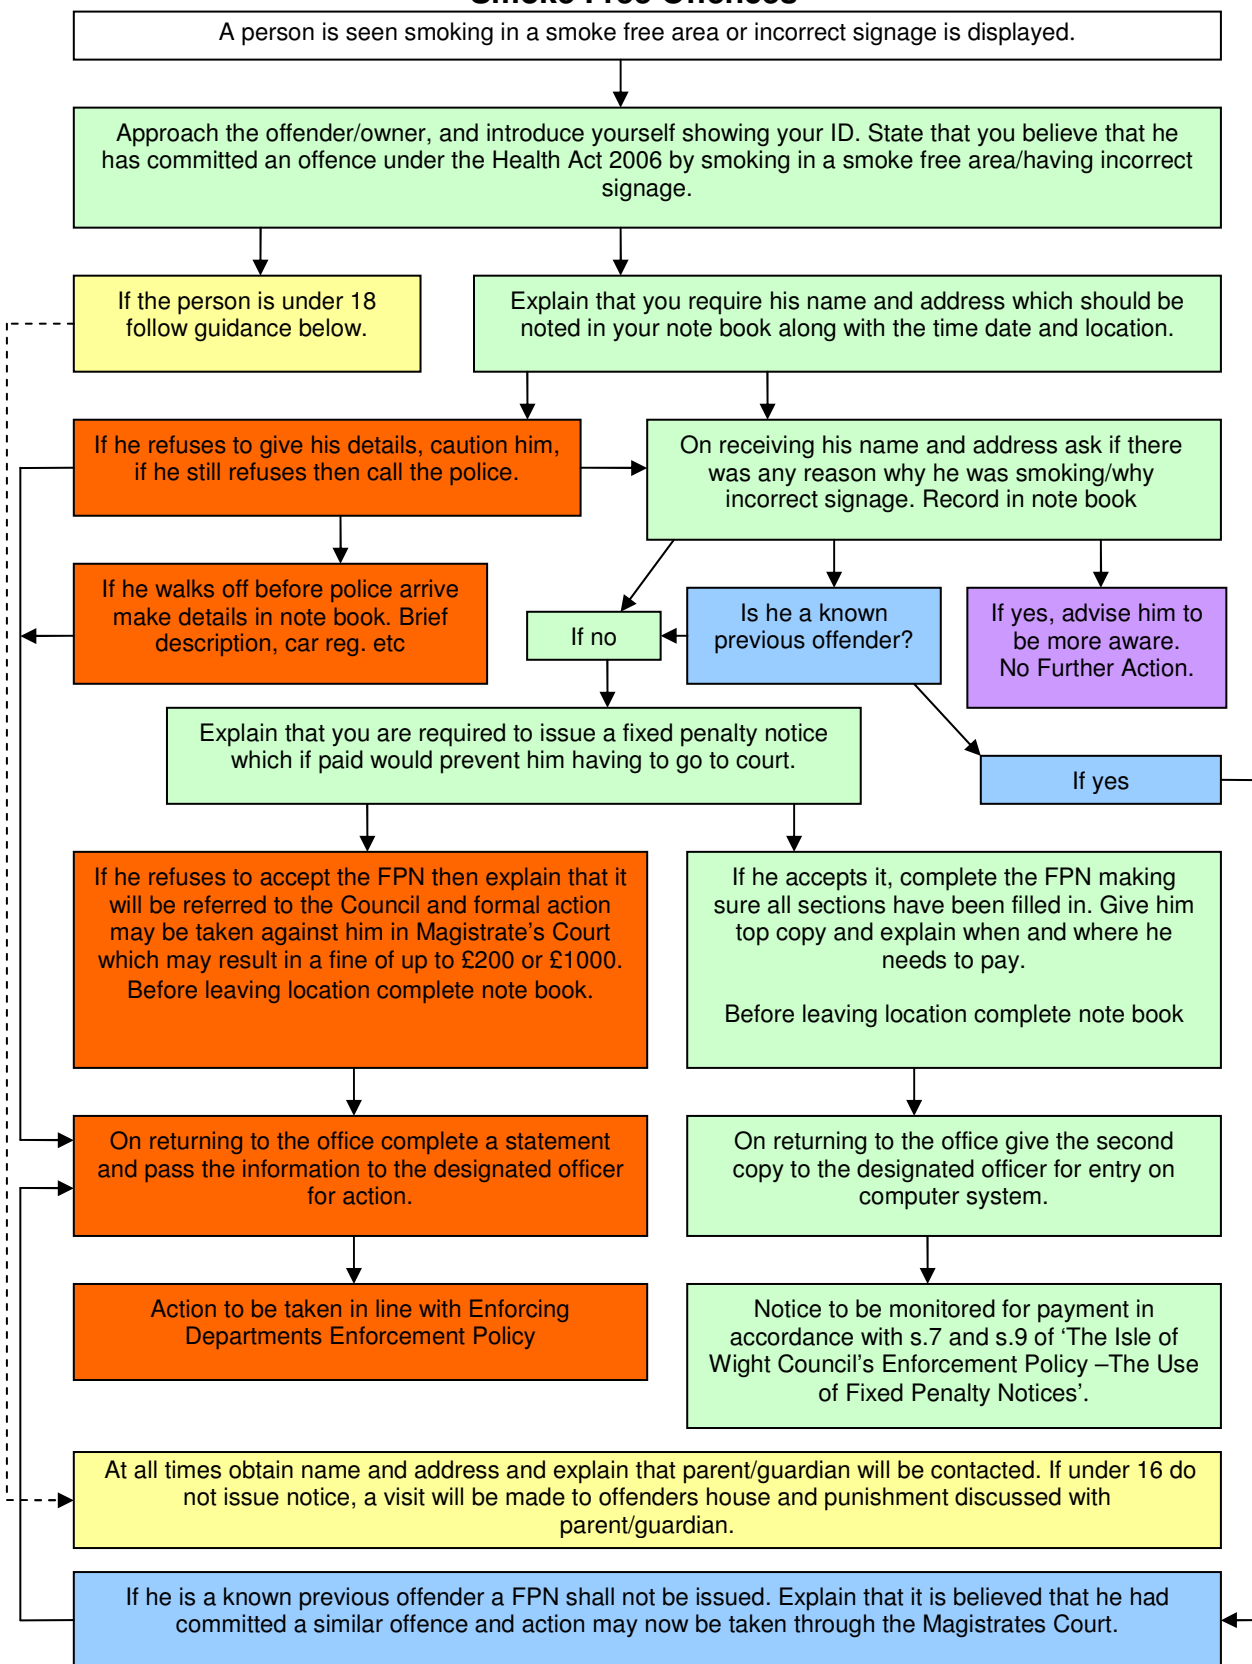 Smoke Free Offenses
A person is seen smoking in a smoke free area or incorrect signage is displayed.
Approach the offender/owner, and introduce yourself showing your ID. State that you believe that he
has committed an offence under the Health Act 2006 by smoking in a smoke free area/having incorrect
signage.
If the person is under 18
follow guidance below.
Explain that you require his name and address which should be
noted in your note book along with the time date and location.
If he refuses to give his details, caution him,
if he still refuses then call the police.
On receiving his name and address ask if there
was any reason why he was smoking/why
incorrect signage. Record in note book
If he walks off before police arrive
make details in note book. Brief
description, car reg. etc
If no
Is he a known
previous offender?
If yes, advise him to
be more aware.
No Further Action.
Explain that you are required to issue a fixed penalty notice
which if paid would prevent him having to go to court.
If yes
If he refuses to accept the FPN then explain that it
will be referred to the Council and formal action
may be taken against him in Magistrate’s Court
which may result in a fine of up to £200 or £1000.
Before leaving location complete note book.
If he accepts it, complete the FPN making
sure all sections have been filled in. Give him
top copy and explain when and where he
needs to pay.
Before leaving location complete note book
On returning to the office complete a statement
and pass the information to the designated officer
for action.
On returning to the office give the second
copy to the designated officer for entry on
computer system.
Action to be taken in line with Enforcing
Departments Enforcement Policy
Notice to be monitored for payment in
accordance with s.7 and s.9 of ‘The Isle of
Wight Council’s Enforcement Policy –The Use
of Fixed Penalty Notices’.
At all times obtain name and address and explain that parent/guardian will be contacted. If under 16 do
not issue notice, a visit will be made to offenders house and punishment discussed with
parent/guardian.
If he is a known previous offender a FPN shall not be issued. Explain that it is believed that he had
committed a similar offence and action may now be taken through the Magistrates Court.